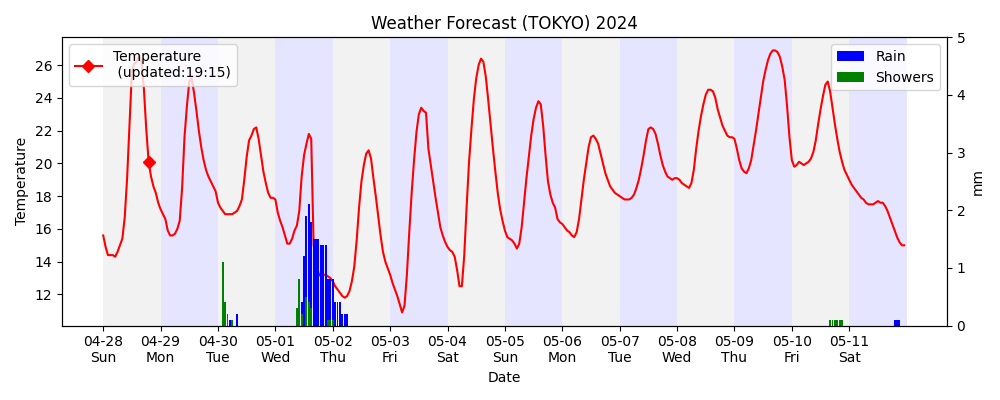 Weather Forecast (TOKYO) 2024
Temperature
(updated:19:15)
Rain
Showers
Temperature
26
24
22
20
18
16
14
12
5
4
3
2
1
0
mm
04-28 04-29 04-30 05-01 05-02 05-03 05-04 05-05 05-06 05-07 05-08 05-09 05-10 05-11
Sun Mon Tue Wed Thu Fri Sat Sun Mon Tue Wed Thu Fri Sat
Date